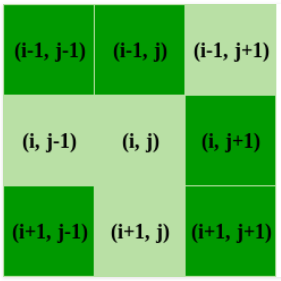 (i-1, j-1) (i-1, j) (i-1, j+1)
(i, j-1) (i, j) (i, j+1)
(i+1, j-1) (i+1, j) (i+1, j+1)